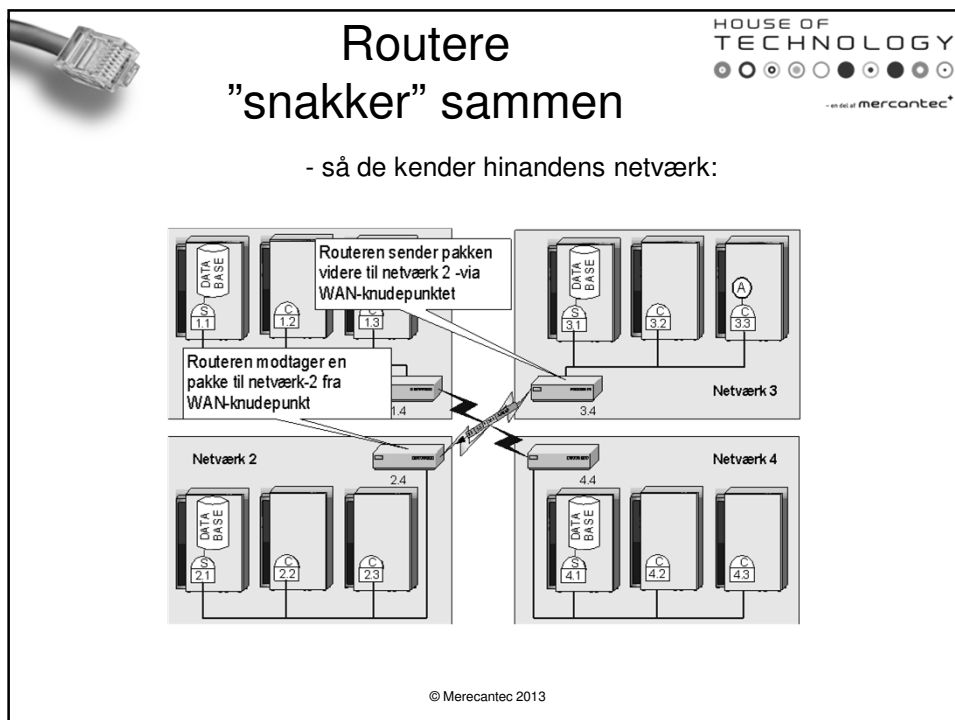 Routere
”snakker” sammen
HOUSE OF
TECHNOLOGY
- en del af mercantec+
- så de kender hinandens netværk:
Routeren sender pakken
videre til netværk 2 -via
WAN-knudepunktet
DATA
BASE
S
1.1
C
1.2
C
1.3
Routeren modtager en
pakke til netværk-2 fra
WAN-knudepunkt
1.4
DATA
BASE
S
3.1
C
3.2
A
C
3.3
Netværk 3
3.4
Netværk 2
2.4
DATA
BASE
S
2.1
C
2.2
C
2.3
Netværk 4
4.4
DATA
BASE
S
4.1
C
4.2
C
4.3
© Merecantec 2013